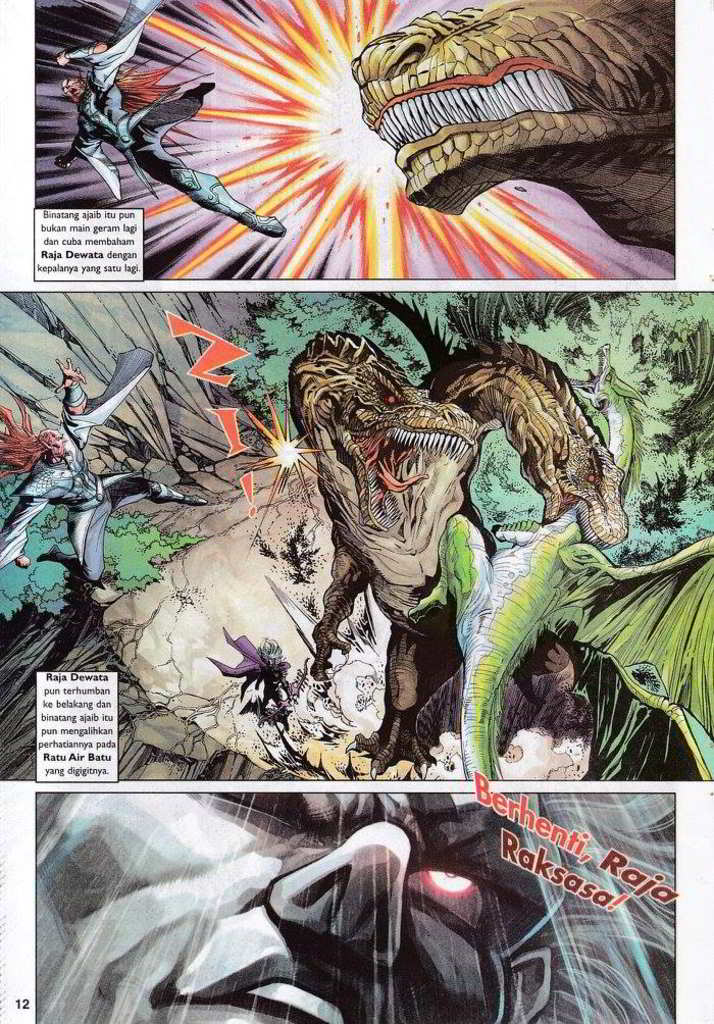 Binatang ajaib itu pun
bukan main geram lagi
dan cuba membaham
Raja Dewata dengan
kepalanya yang satu lagi.
ZII!
Raja Dewata
pun terhumban
ke belakang dan
binatang ajaib itu
pun mengalihkan
perhatiannya pada
Ratu Air Batu
yang digigitnya.
Berhenti, Raja
Raksasa!
12